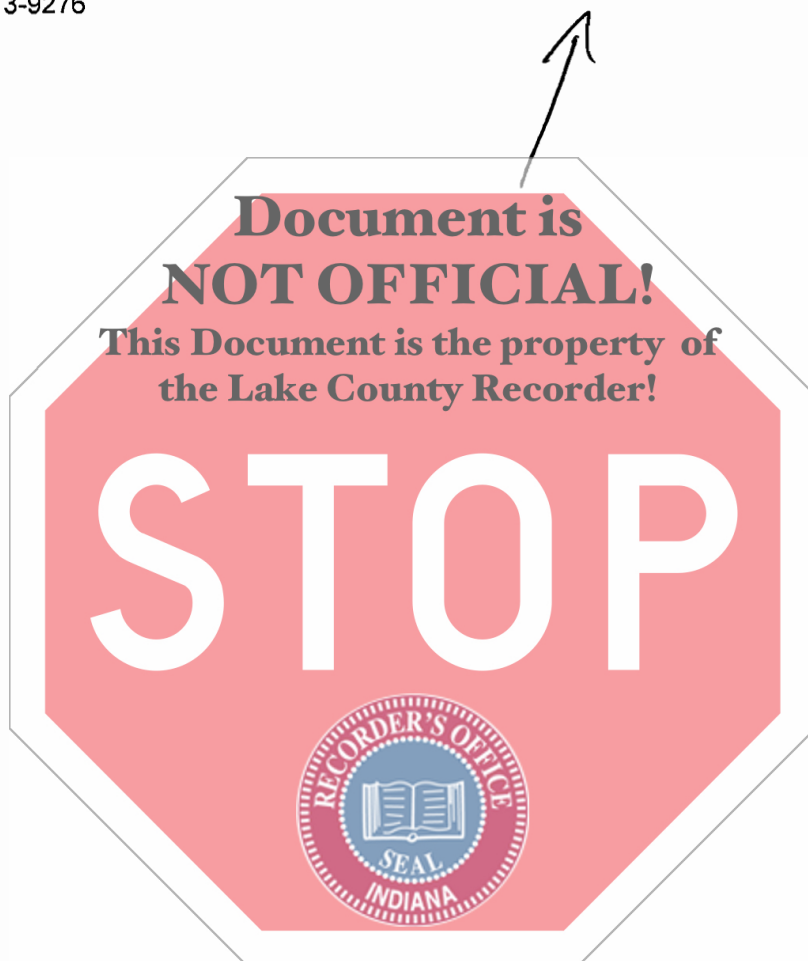 3-9276
Document is
NOT OFFICIAL!
This Document is the property of
the Lake County Recorder!
STOP
RECORDER'S OFFICE
SEAL
INDIANA